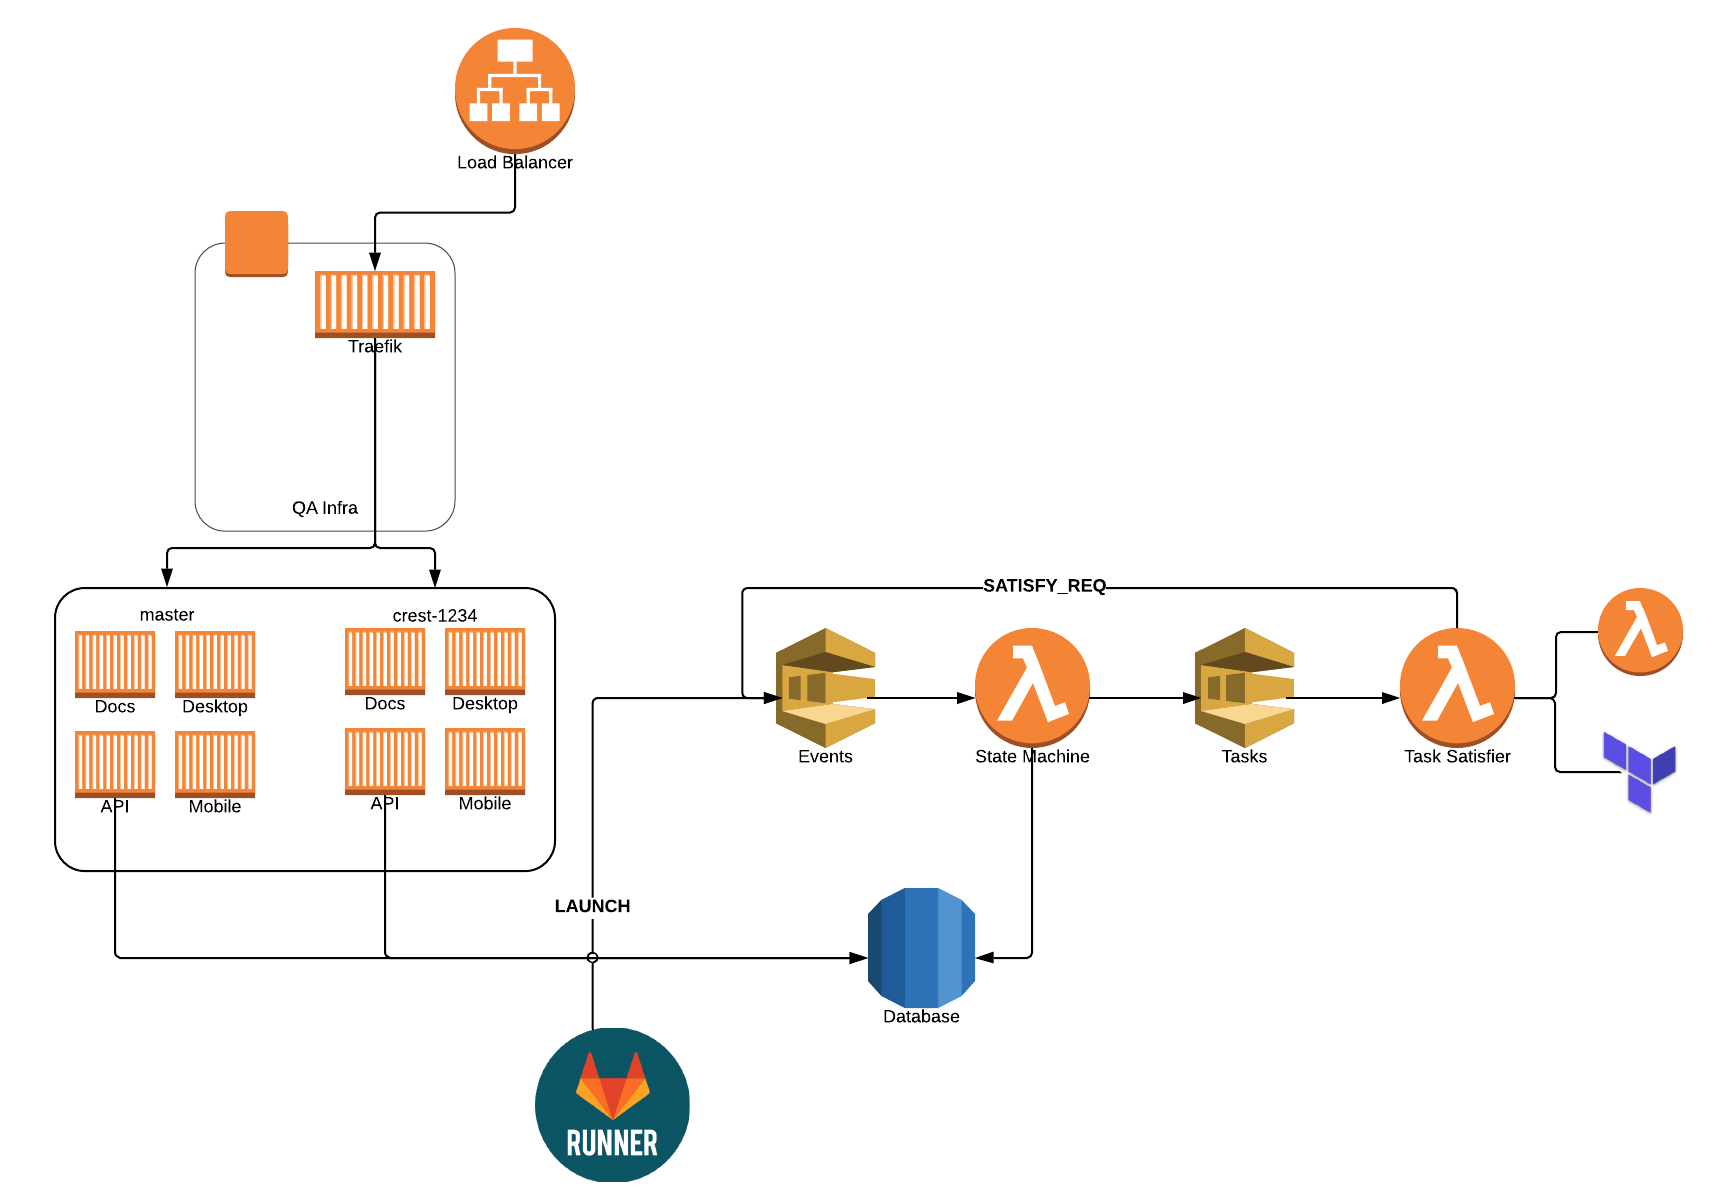 Load Balancer
Traefik
QA Infra
master
crest-1234
Docs
Desktop
Docs
Desktop
API
Mobile
API
Mobile
SATISFY_REQ
Events
State Machine
Tasks
Task Satisfier
LAUNCH
Database
RUNNER